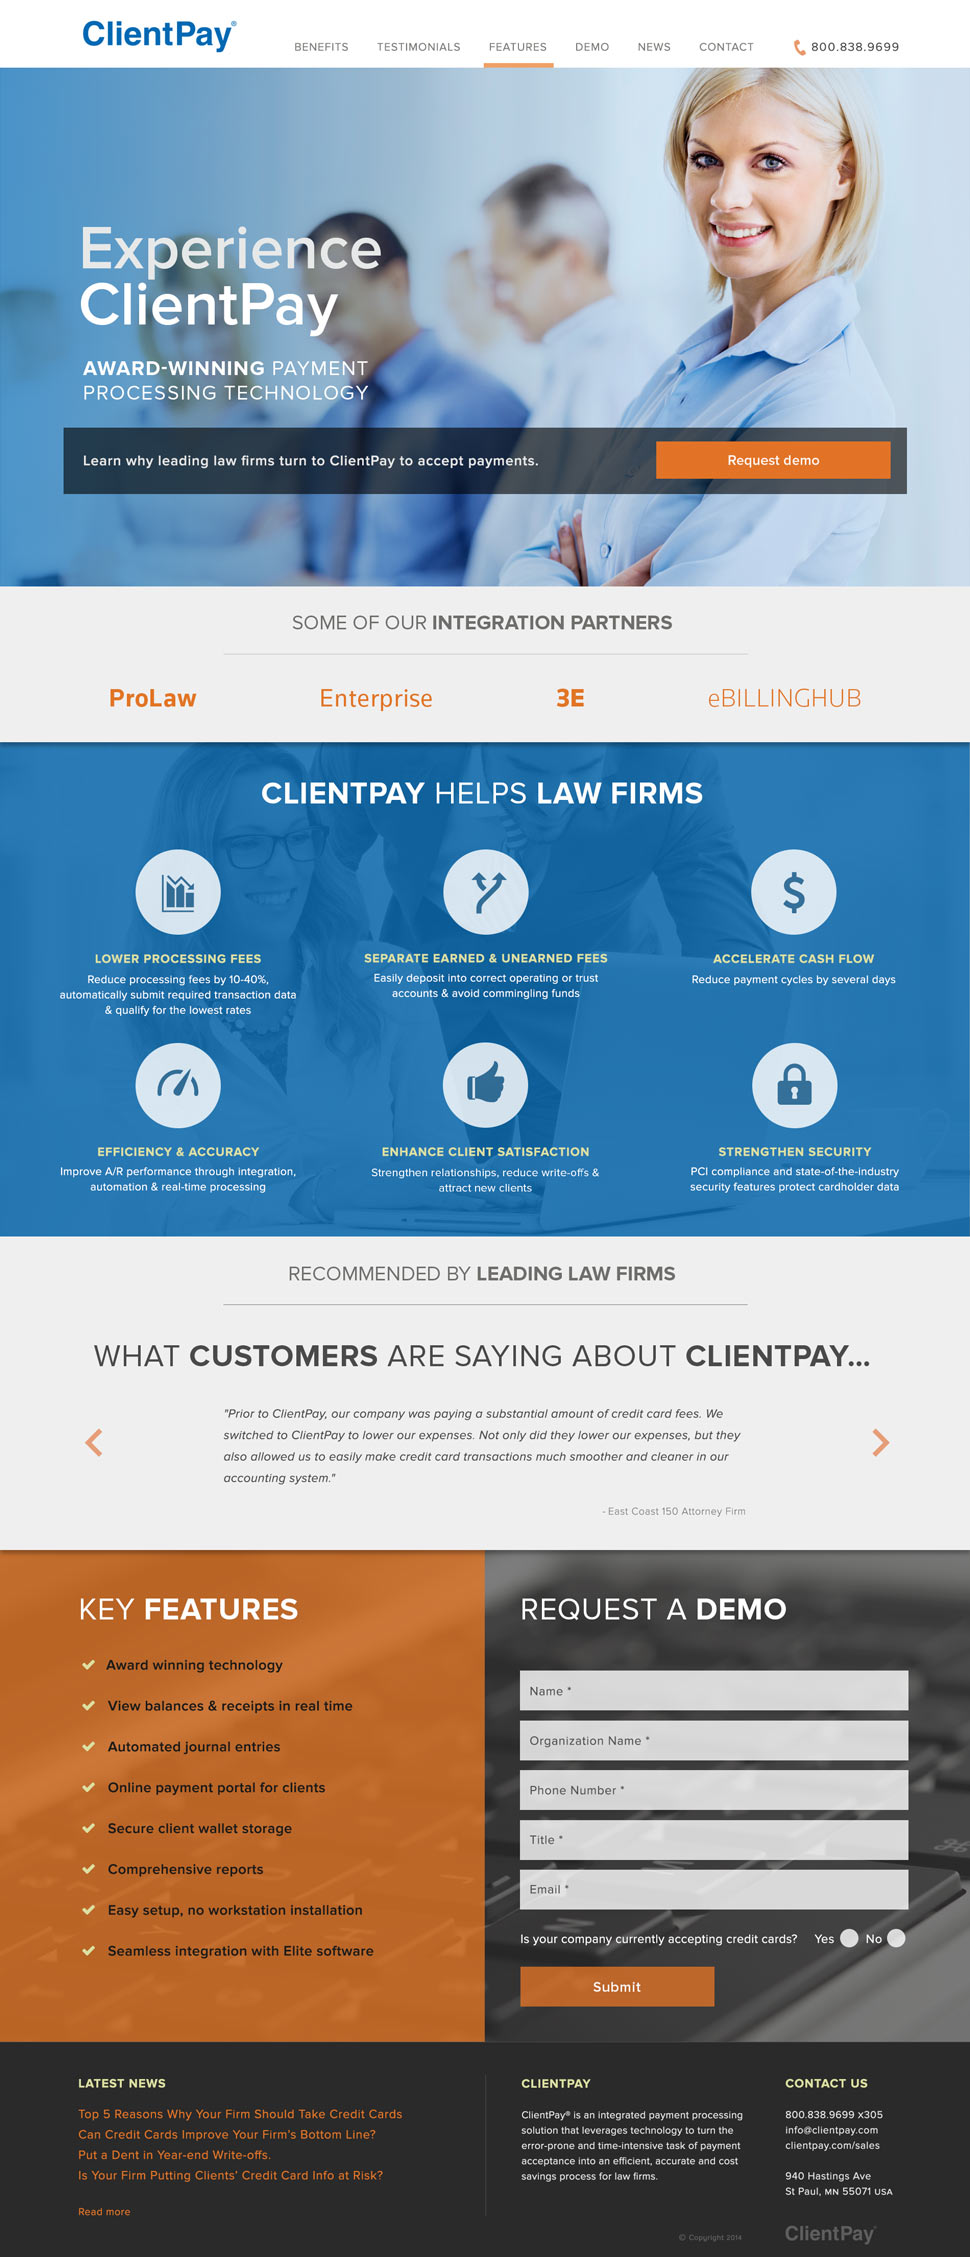 ClientPay®
BENEFITS TESTIMONIALS FEATURES DEMO NEWS CONTACT 800.838.9699
Experience
ClientPay
AWARD-WINNING PAYMENT
PROCESSING TECHNOLOGY
Learn why leading law firms turn to ClientPay to accept payments.
Request demo
SOME OF OUR INTEGRATION PARTNERS
ProLaw Enterprise 3E eBILLINGHUB
CLIENTPAY HELPS LAW FIRMS
LOWER PROCESSING FEES
Reduce processing fees by 10-40%,
automatically submit required transaction data
& qualify for the lowest rates
SEPARATE EARNED & UNEARNED FEES
Easily deposit into correct operating or trust
accounts & avoid commingling funds
$
ACCELERATE CASH FLOW
Reduce payment cycles by several days
EFFICIENCY & ACCURACY
Improve A/R performance through integration,
automation & real-time processing
ENHANCE CLIENT SATISFACTION
Strengthen relationships, reduce write-offs &
attract new clients
STRENGTHEN SECURITY
PCI compliance and state-of-the-industry
security features protect cardholder data
RECOMMENDED BY LEADING LAW FIRMS
WHAT CUSTOMERS ARE SAYING ABOUT CLIENTPAY...
"Prior to ClientPay, our company was paying a substantial amount of credit card fees. We
switched to ClientPay to lower our expenses. Not only did they lower our expenses, but they
also allowed us to easily make credit card transactions much smoother and cleaner in our
accounting system."
- East Coast 150 Attorney Firm
KEY FEATURES
Award winning technology
View balances & receipts in real time
Automated journal entries
Online payment portal for clients
Secure client wallet storage
Comprehensive reports
Easy setup, no workstation installation
Seamless integration with Elite software
REQUEST A DEMO
Name *
Organization Name *
Phone Number *
Title *
Email *
Is your company currently accepting credit cards? Yes No
Submit
LATEST NEWS
Top 5 Reasons Why Your Firm Should Take Credit Cards
Can Credit Cards Improve Your Firm's Bottom Line?
Put a Dent in Year-end Write-offs.
Is Your Firm Putting Clients' Credit Card Info at Risk?
Read more
CLIENTPAY
ClientPay® is an integrated payment processing
solution that leverages technology to turn the
error-prone and time-intensive task of payment
acceptance into an efficient, accurate and cost
savings process for law firms.
© Copyright 2014
CONTACT US
800.838.9699 x305
info@clientpay.com
clientpay.com/sales
940 Hastings Ave
St Paul, MN 55071 USA
ClientPay®